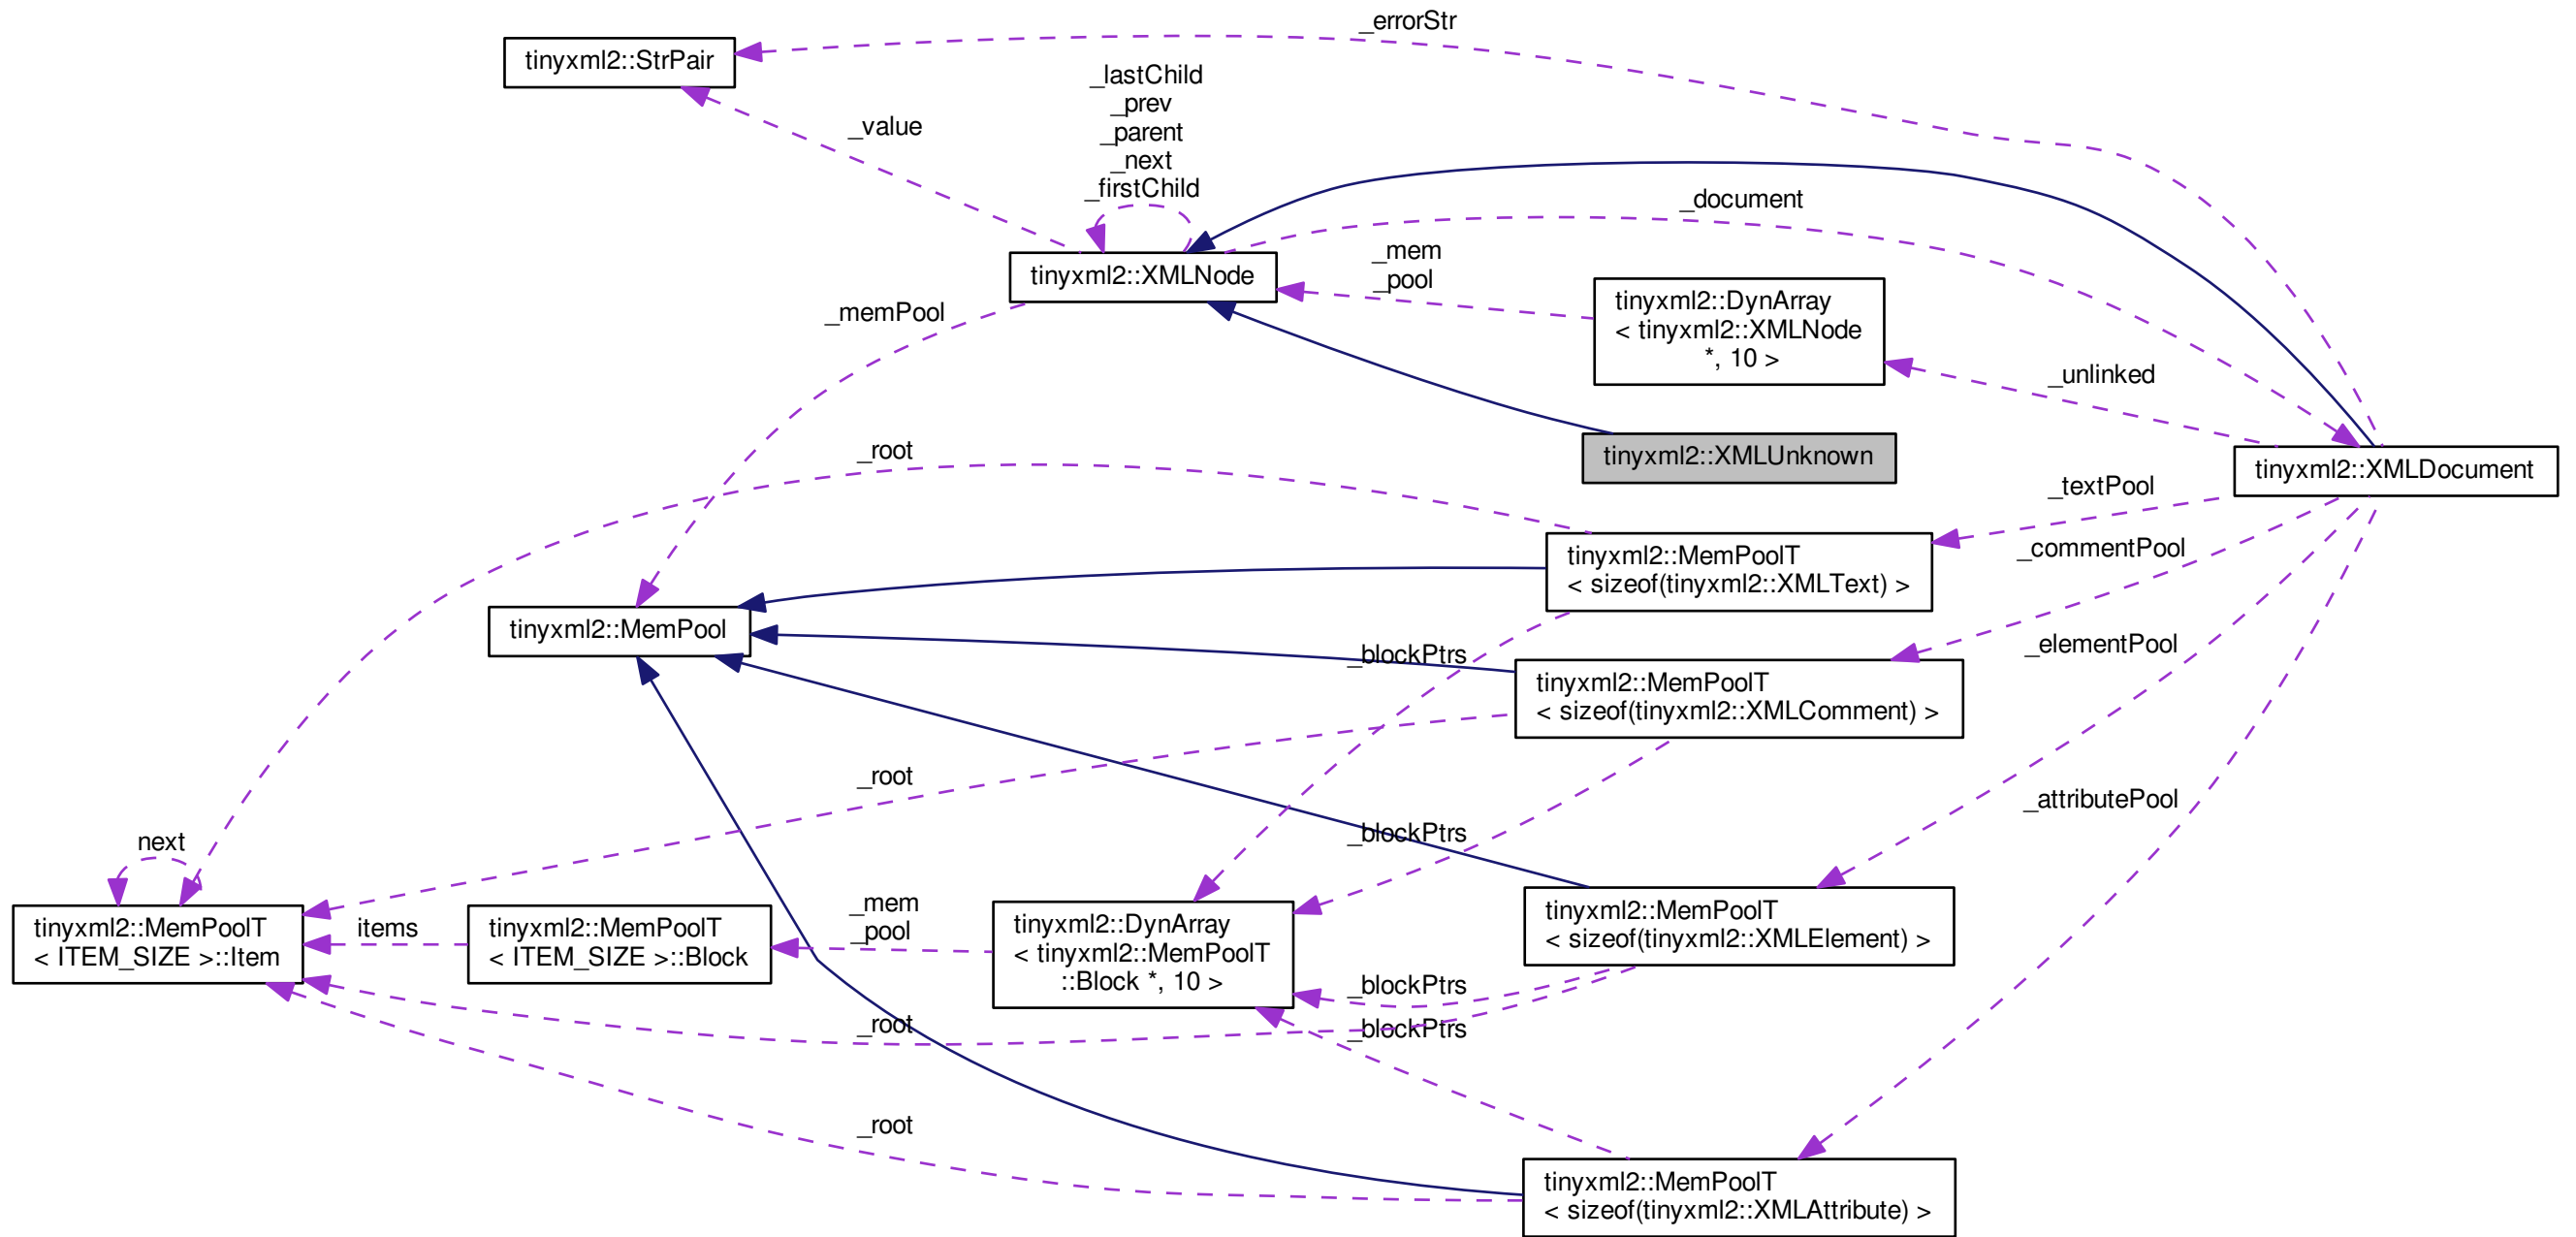 _errorStr
tinyxml2::StrPair
_lastChild
_prev
_parent
_next
_firstChild
_value
_document
tinyxml2::XMLNode
_mem
_pool
tinyxml2::DynArray
< tinyxml2::XMLNode
*, 10 >
_memPool
_unlinked
tinyxml2::XMLUnknown
tinyxml2::XMLDocument
_root
_textPool
tinyxml2::MemPoolT
< sizeof(tinyxml2::XMLText) >
_commentPool
tinyxml2::MemPool
_elementPool
_blockPtrs
tinyxml2::MemPoolT
< sizeof(tinyxml2::XMLComment) >
_root
_attributePool
next
_blockPtrs
tinyxml2::MemPoolT
< ITEM_SIZE >::Item
items
tinyxml2::MemPoolT
< ITEM_SIZE >::Block
_mem
_pool
tinyxml2::DynArray
< tinyxml2::MemPoolT
::Block *, 10 >
tinyxml2::MemPoolT
< sizeof(tinyxml2::XMLElement) >
_blockPtrs
_root
_blockPtrs
_root
tinyxml2::MemPoolT
< sizeof(tinyxml2::XMLAttribute) >